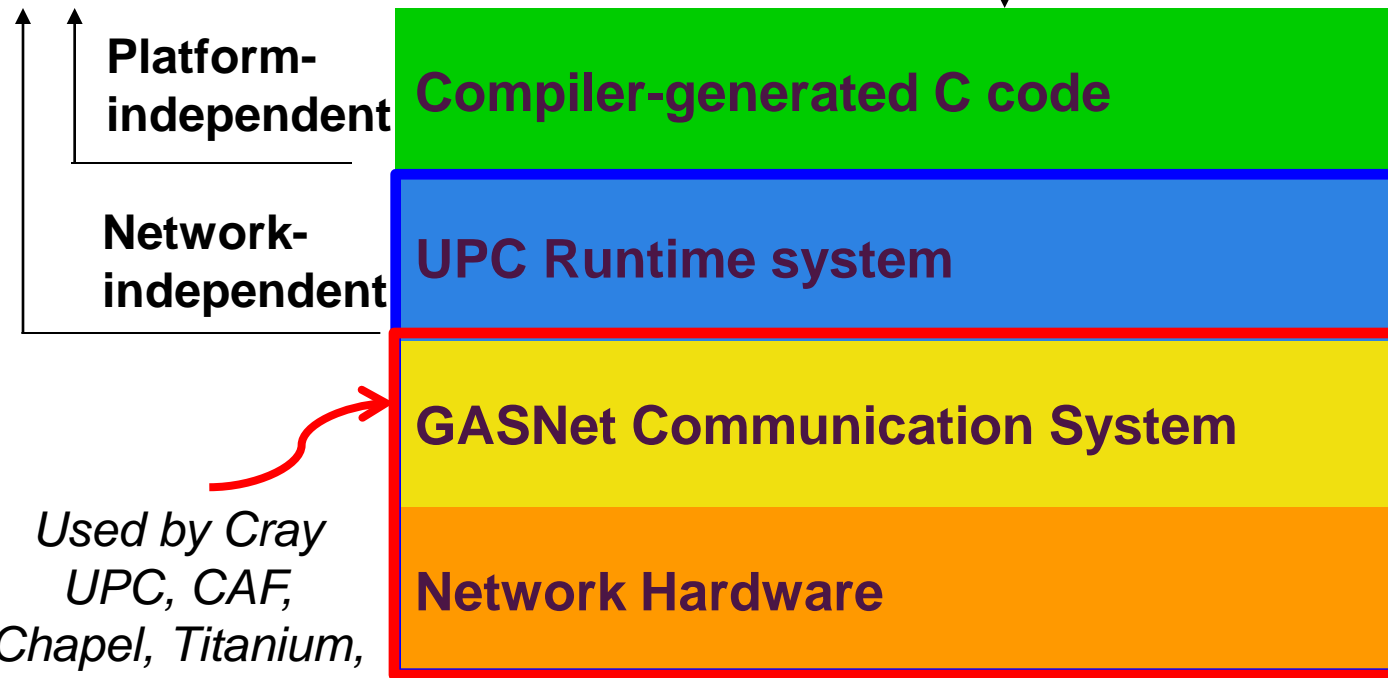 Platform-
independent
Compiler-generated C code
Network-
independent
UPC Runtime system
GASNet Communication System
Used by Cray
UPC, CAF,
Chapel, Titanium,
Network Hardware